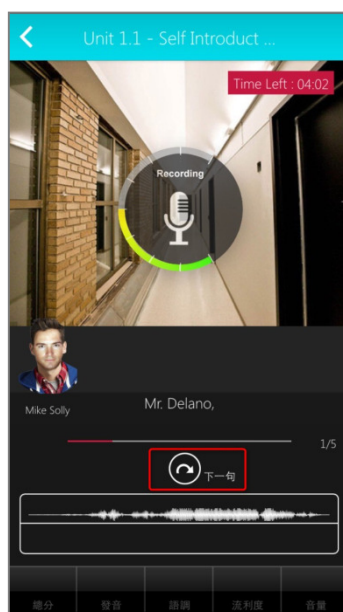 Unit 1.1 - Self Introduct ...
Time Left : 04:02
Recording
Mike Solly
Mr. Delano,
1/5
下一句
總分 發音 語調 流利度 音量